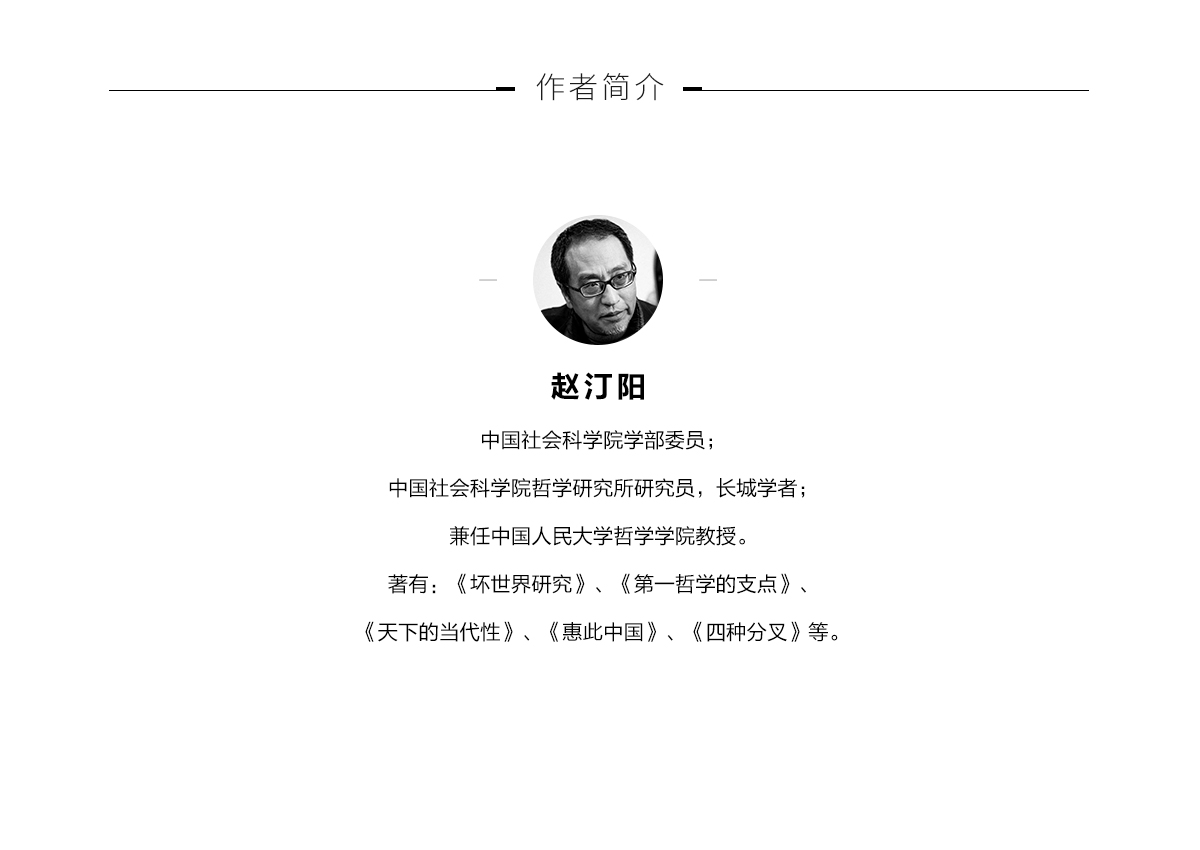 作者简介
赵汀阳
中国社会科学院学部委员；
中国社会科学院哲学研究所研究员，长城学者；
兼任中国人民大学哲学学院教授。
著有：《坏世界研究》、《第一哲学的支点》、
《天下的当代性》、《惠此中国》、《四种分叉》等。